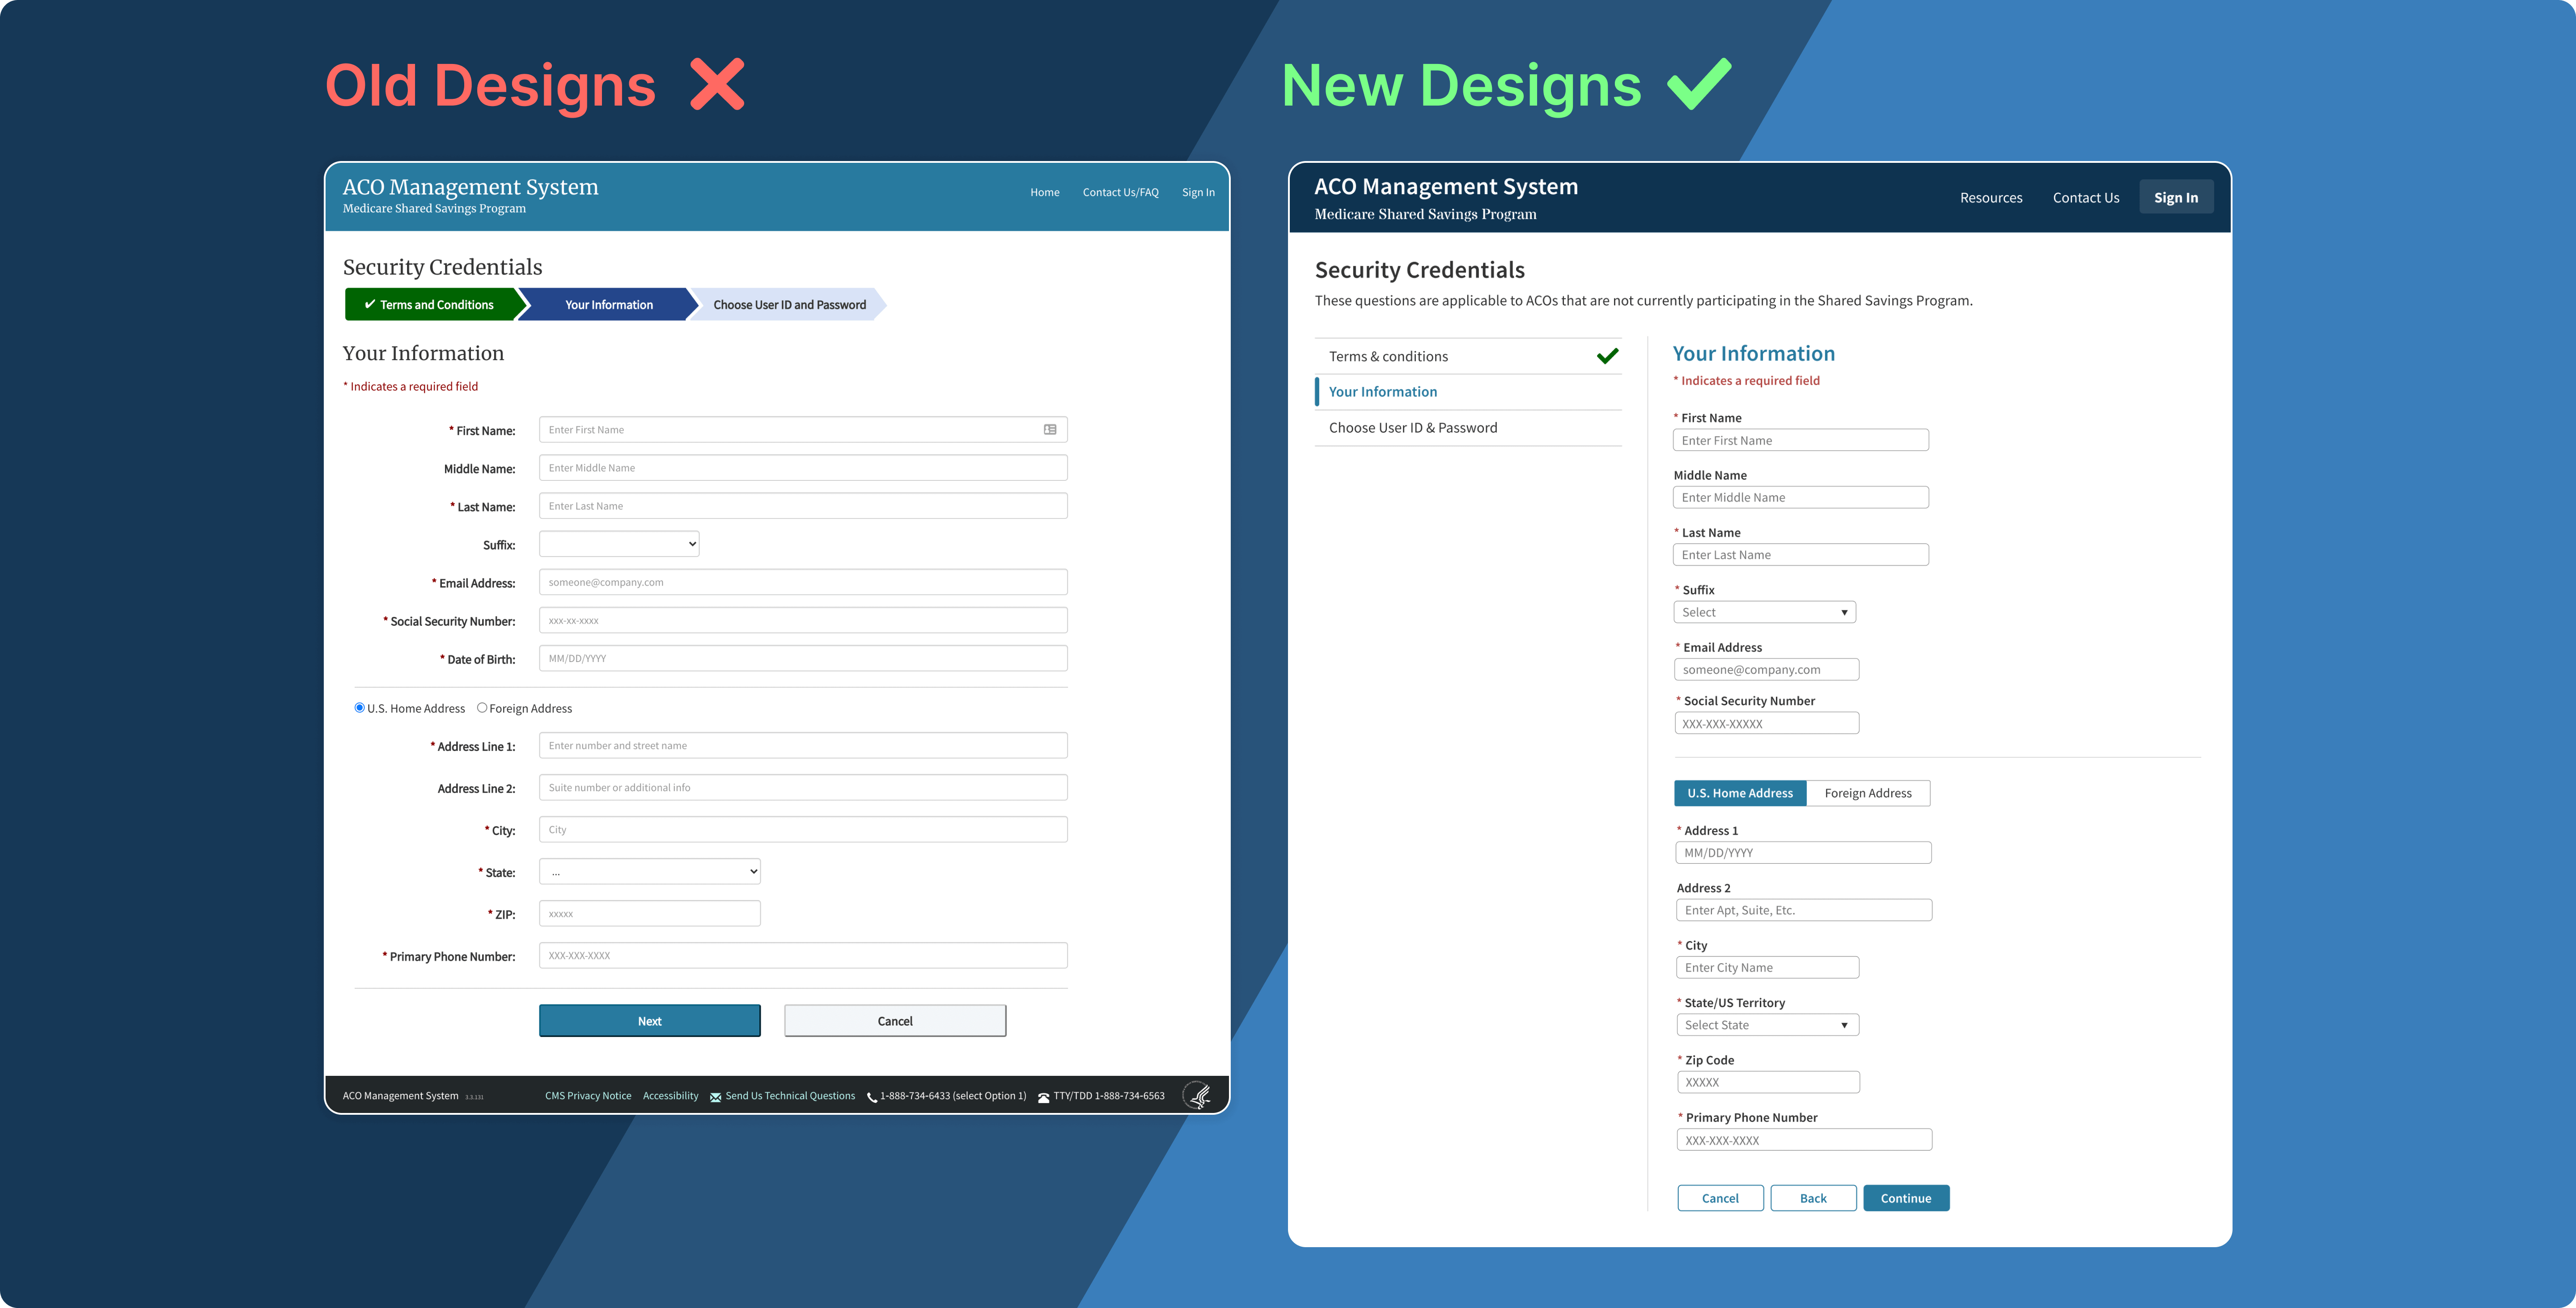 Old Designs
ACO Management System
Medicare Shared Savings Program
Home Contact Us/FAQ Sign In
Security Credentials
✔ Terms and Conditions Your Information Choose User ID and Password
Your Information
* Indicates a required field
* First Name: Enter First Name
Middle Name: Enter Middle Name
* Last Name: Enter Last Name
Suffix:
* Email Address: someone@company.com
* Social Security Number: xxx-xx-xxxx
* Date of Birth: MM/DD/YYYY
U.S. Home Address Foreign Address
* Address Line 1: Enter number and street name
Address Line 2: Suite number or additional info
* City: City
* State: ...
* ZIP: xxxxx
* Primary Phone Number: XXX-XXX-XXXX
Next Cancel
ACO Management System 3.3.131 CMS Privacy Notice Accessibility Send Us Technical Questions 1-888-734-6433 (select Option 1) TTY/TDD 1-888-734-6563
New Designs
ACO Management System
Medicare Shared Savings Program
Resources Contact Us Sign In
Security Credentials
These questions are applicable to ACOs that are not currently participating in the Shared Savings Program.
Terms & conditions
Your Information
Choose User ID & Password
Your Information
* Indicates a required field
* First Name
Enter First Name
Middle Name
Enter Middle Name
* Last Name
Enter Last Name
* Suffix
Select
* Email Address
someone@company.com
* Social Security Number
XXX-XXX-XXXXX
U.S. Home Address Foreign Address
* Address 1
MM/DD/YYYY
Address 2
Enter Apt, Suite, Etc.
* City
Enter City Name
* State/US Territory
Select State
* Zip Code
XXXXX
* Primary Phone Number
XXX-XXX-XXXX
Cancel Back Continue